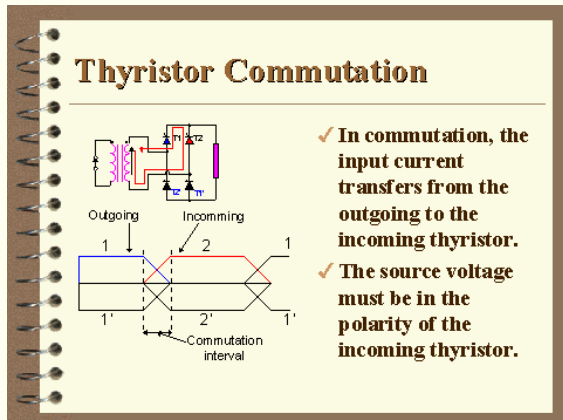 Thyristor Commutation
T1
T2
T2'
T1'
Outgoing
Incomming
1
2
1
1'
2'
1'
Commutation
interval
✓ In commutation, the
input current
transfers from the
outgoing to the
incoming thyristor.
✓ The source voltage
must be in the
polarity of the
incoming thyristor.